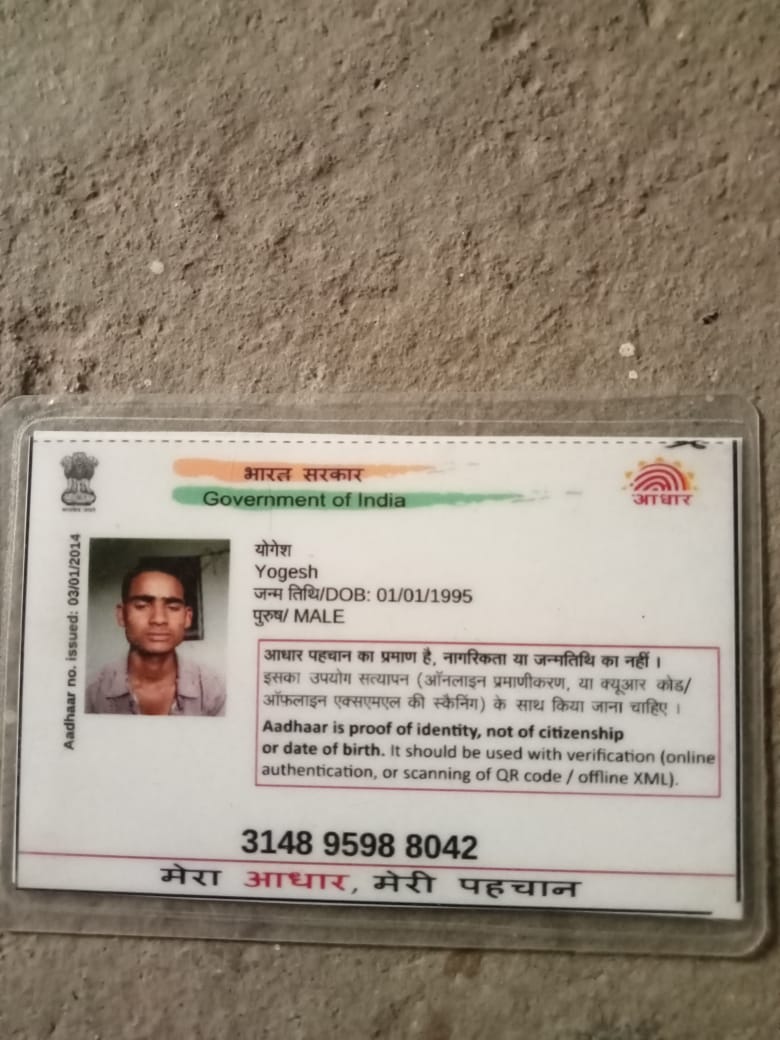 भारत सरकार
Government of India
आधार
Aadhaar no. issued: 03/01/2014
योगेश
Yogesh
जन्म तिथि/DOB: 01/01/1995
पुरुष/ MALE
आधार पहचान का प्रमाण है, नागरिकता या जन्मतिथि का नहीं ।
इसका उपयोग सत्यापन (ऑनलाइन प्रमाणीकरण, या क्यूआर कोड/
ऑफलाइन एक्सएमएल की स्कैनिंग) के साथ किया जाना चाहिए ।
Aadhaar is proof of identity, not of citizenship
or date of birth. It should be used with verification (online
authentication, or scanning of QR code / offline XML).
3148 9598 8042
मेरा आधार, मेरी पहचान